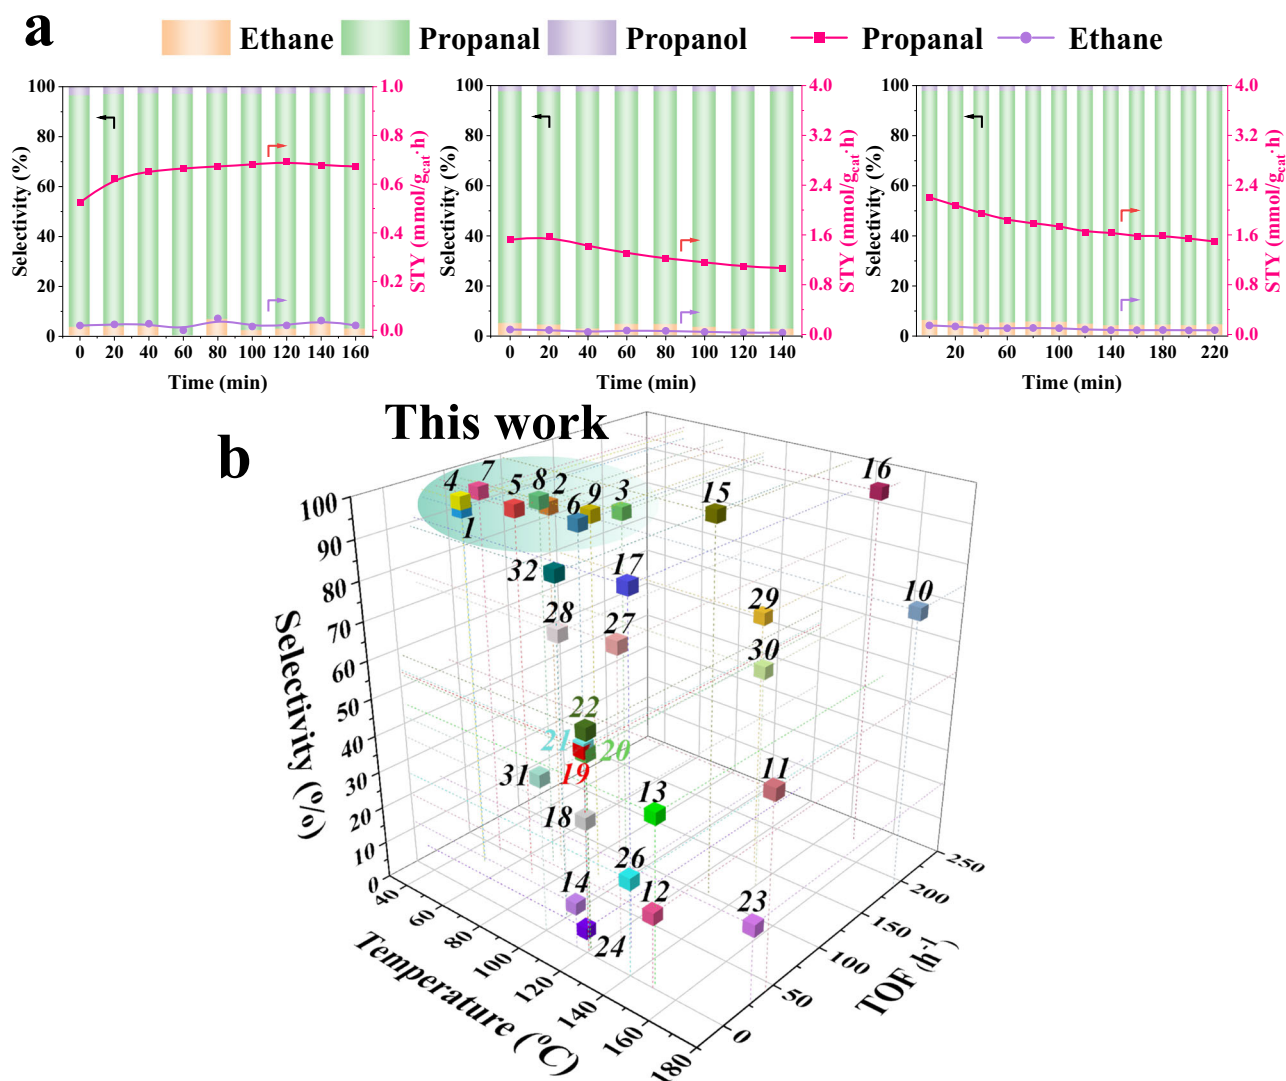 a
Ethane Propanal Propanol Propanal Ethane
100 80 60 40 20 0
Selectivity (%)
1.0 0.8 0.6 0.4 0.2 0.0
STY (mmol/gcat·h)
0 20 40 60 80 100 120 140 160
Time (min)
100 80 60 40 20 0
Selectivity (%)
4.0 3.2 2.4 1.6 0.8 0.0
STY (mmol/gcat·h)
0 20 40 60 80 100 120 140
Time (min)
100 80 60 40 20 0
Selectivity (%)
4.0 3.2 2.4 1.6 0.8 0.0
STY (mmol/gcat·h)
20 60 100 140 180 220
Time (min)
This work
b
4 7 5 8 2 6 9 3 15 16
1
32 17 10
28 27 29
30
22
21 20
31 19 11
18 13
26
14 12 23
24
100 90 80 70 60 50 40 30 20 10 0
Selectivity (%)
40 60 80 100 120 140 160 180
Temperature (ºC)
0 50 100 150 200 250
TOF (h-1)